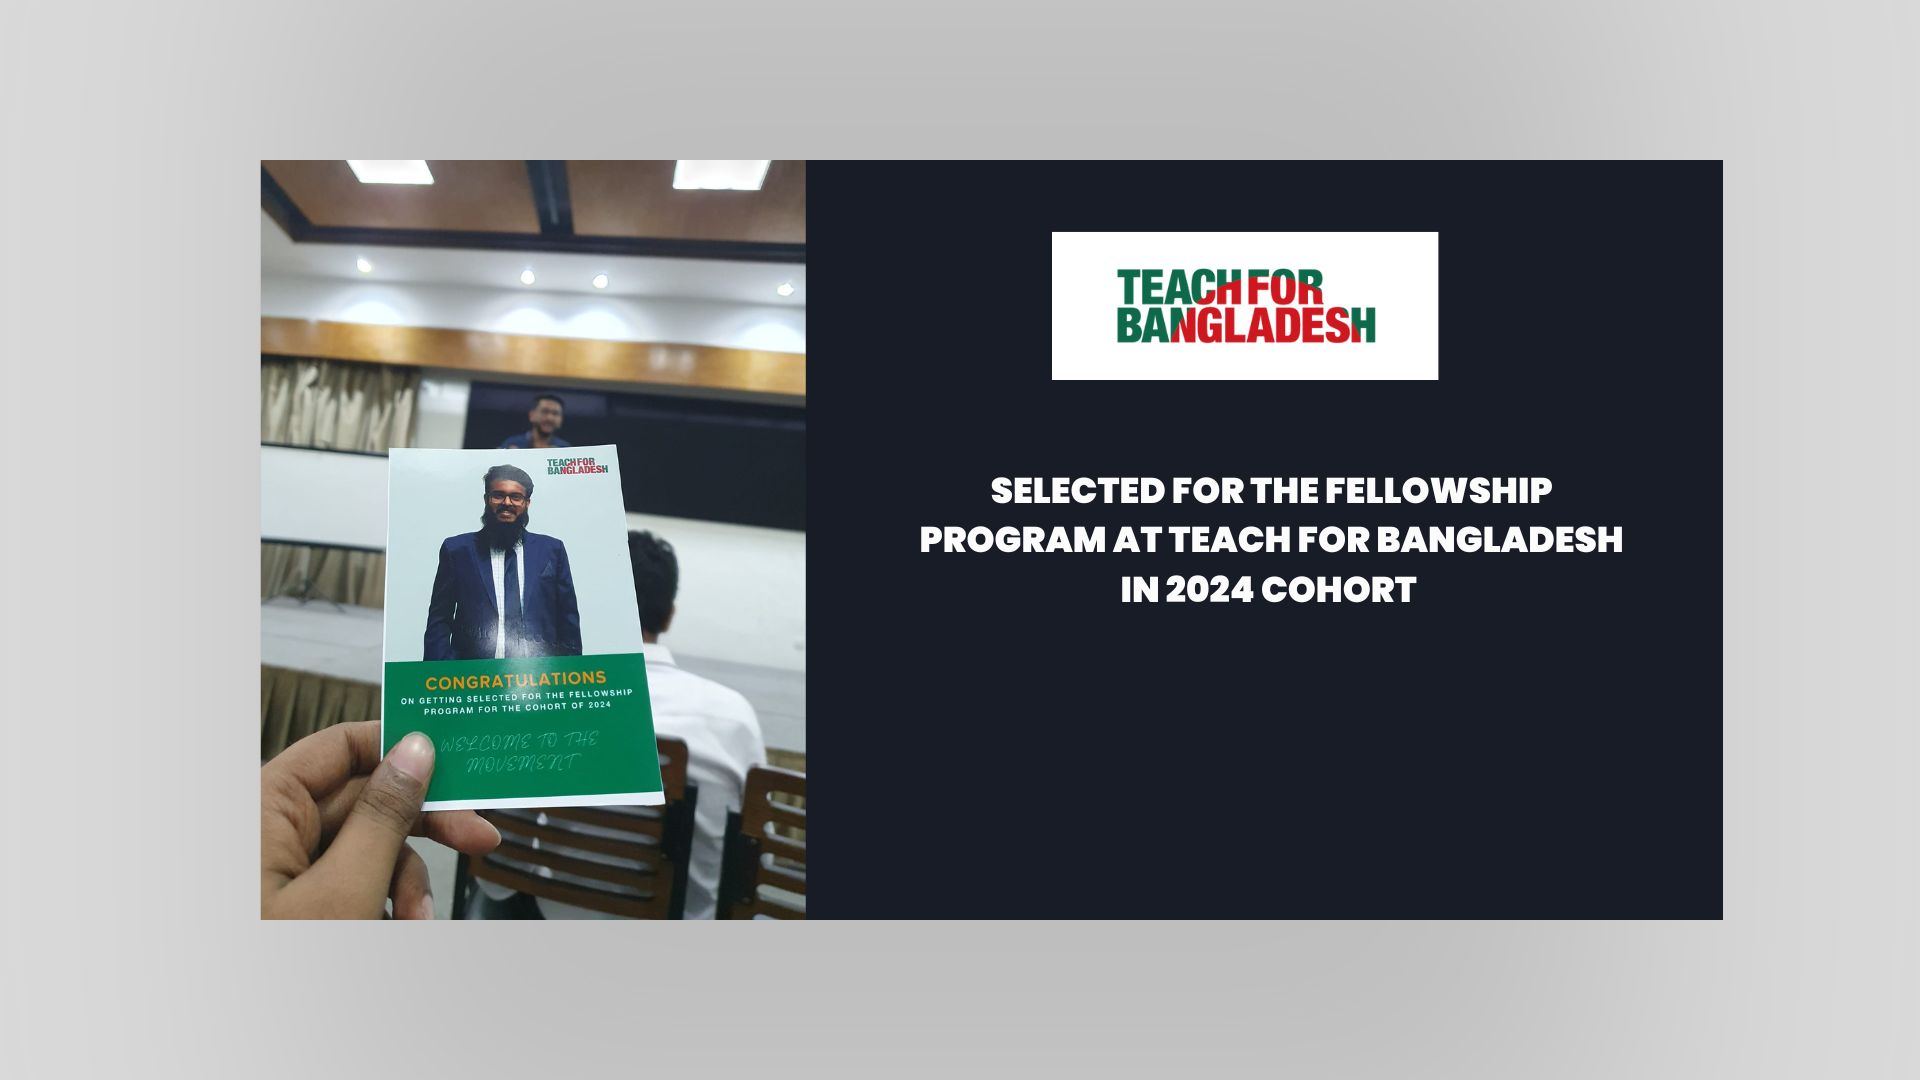 TEACH FOR
BANGLADESH
SELECTED FOR THE FELLOWSHIP
PROGRAM AT TEACH FOR BANGLADESH
IN 2024 COHORT
TEACH FOR
BANGLADESH
CONGRATULATIONS
ON GETTING SELECTED FOR THE FELLOWSHIP
PROGRAM FOR THE COHORT OF 2024
WELCOME TO THE
MOVEMENT